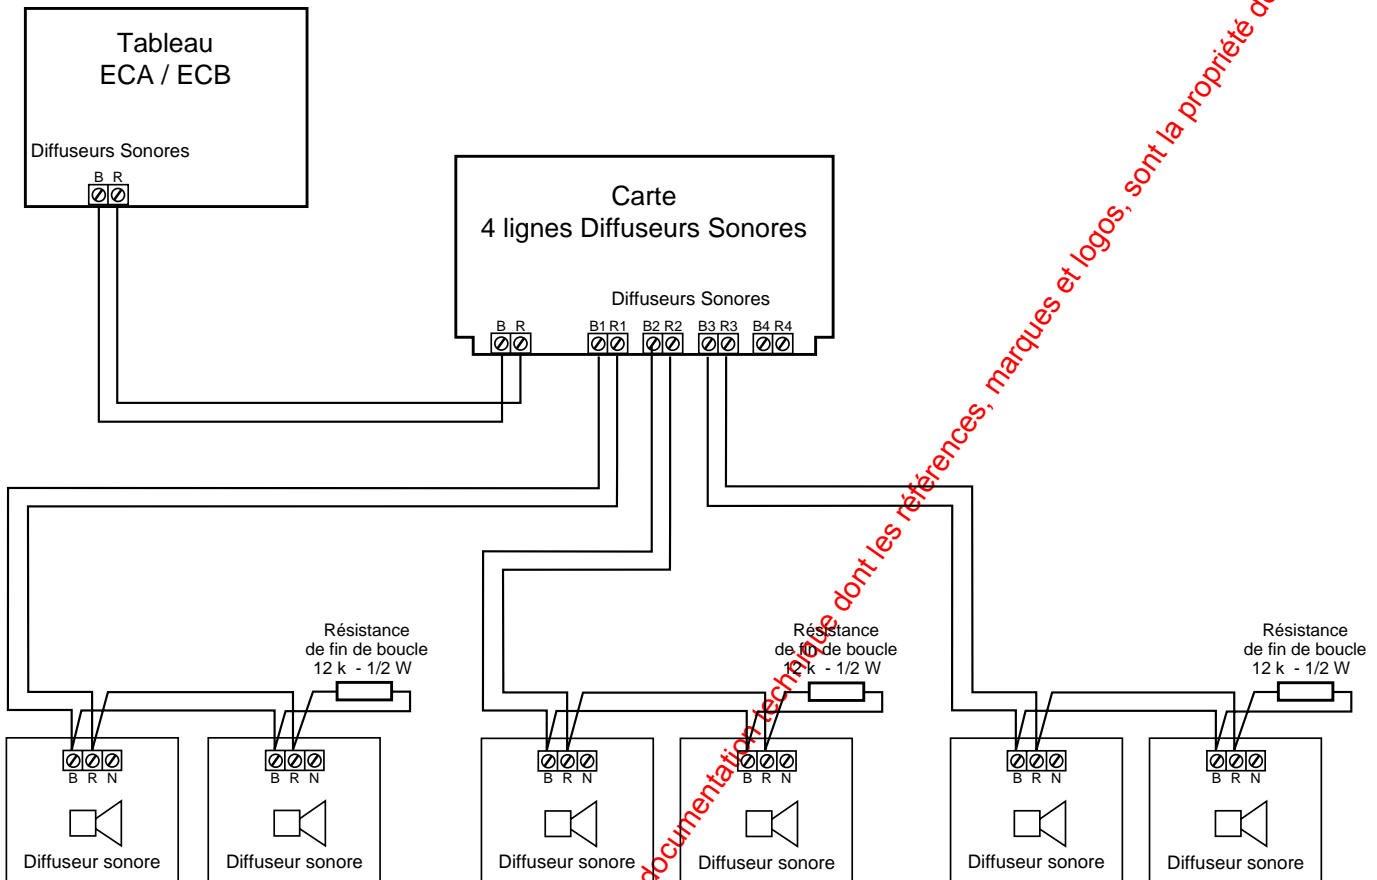 Tableau
ECA / ECB
Diffuseurs Sonores
B R
Carte
4 lignes Diffuseurs Sonores
Diffuseurs Sonores
B R B1 R1 B2 R2 B3 R3 B4 R4
documentation technique dont les références, marques et logos, sont la propriété de
Résistance
de fin de boucle
12 k - 1/2 W
Résistance
de fin de boucle
12 k - 1/2 W
Résistance
de fin de boucle
12 k - 1/2 W
B R N
Diffuseur sonore
B R N
Diffuseur sonore
B R N
Diffuseur sonore
B R N
Diffuseur sonore
B R N
Diffuseur sonore
B R N
Diffuseur sonore